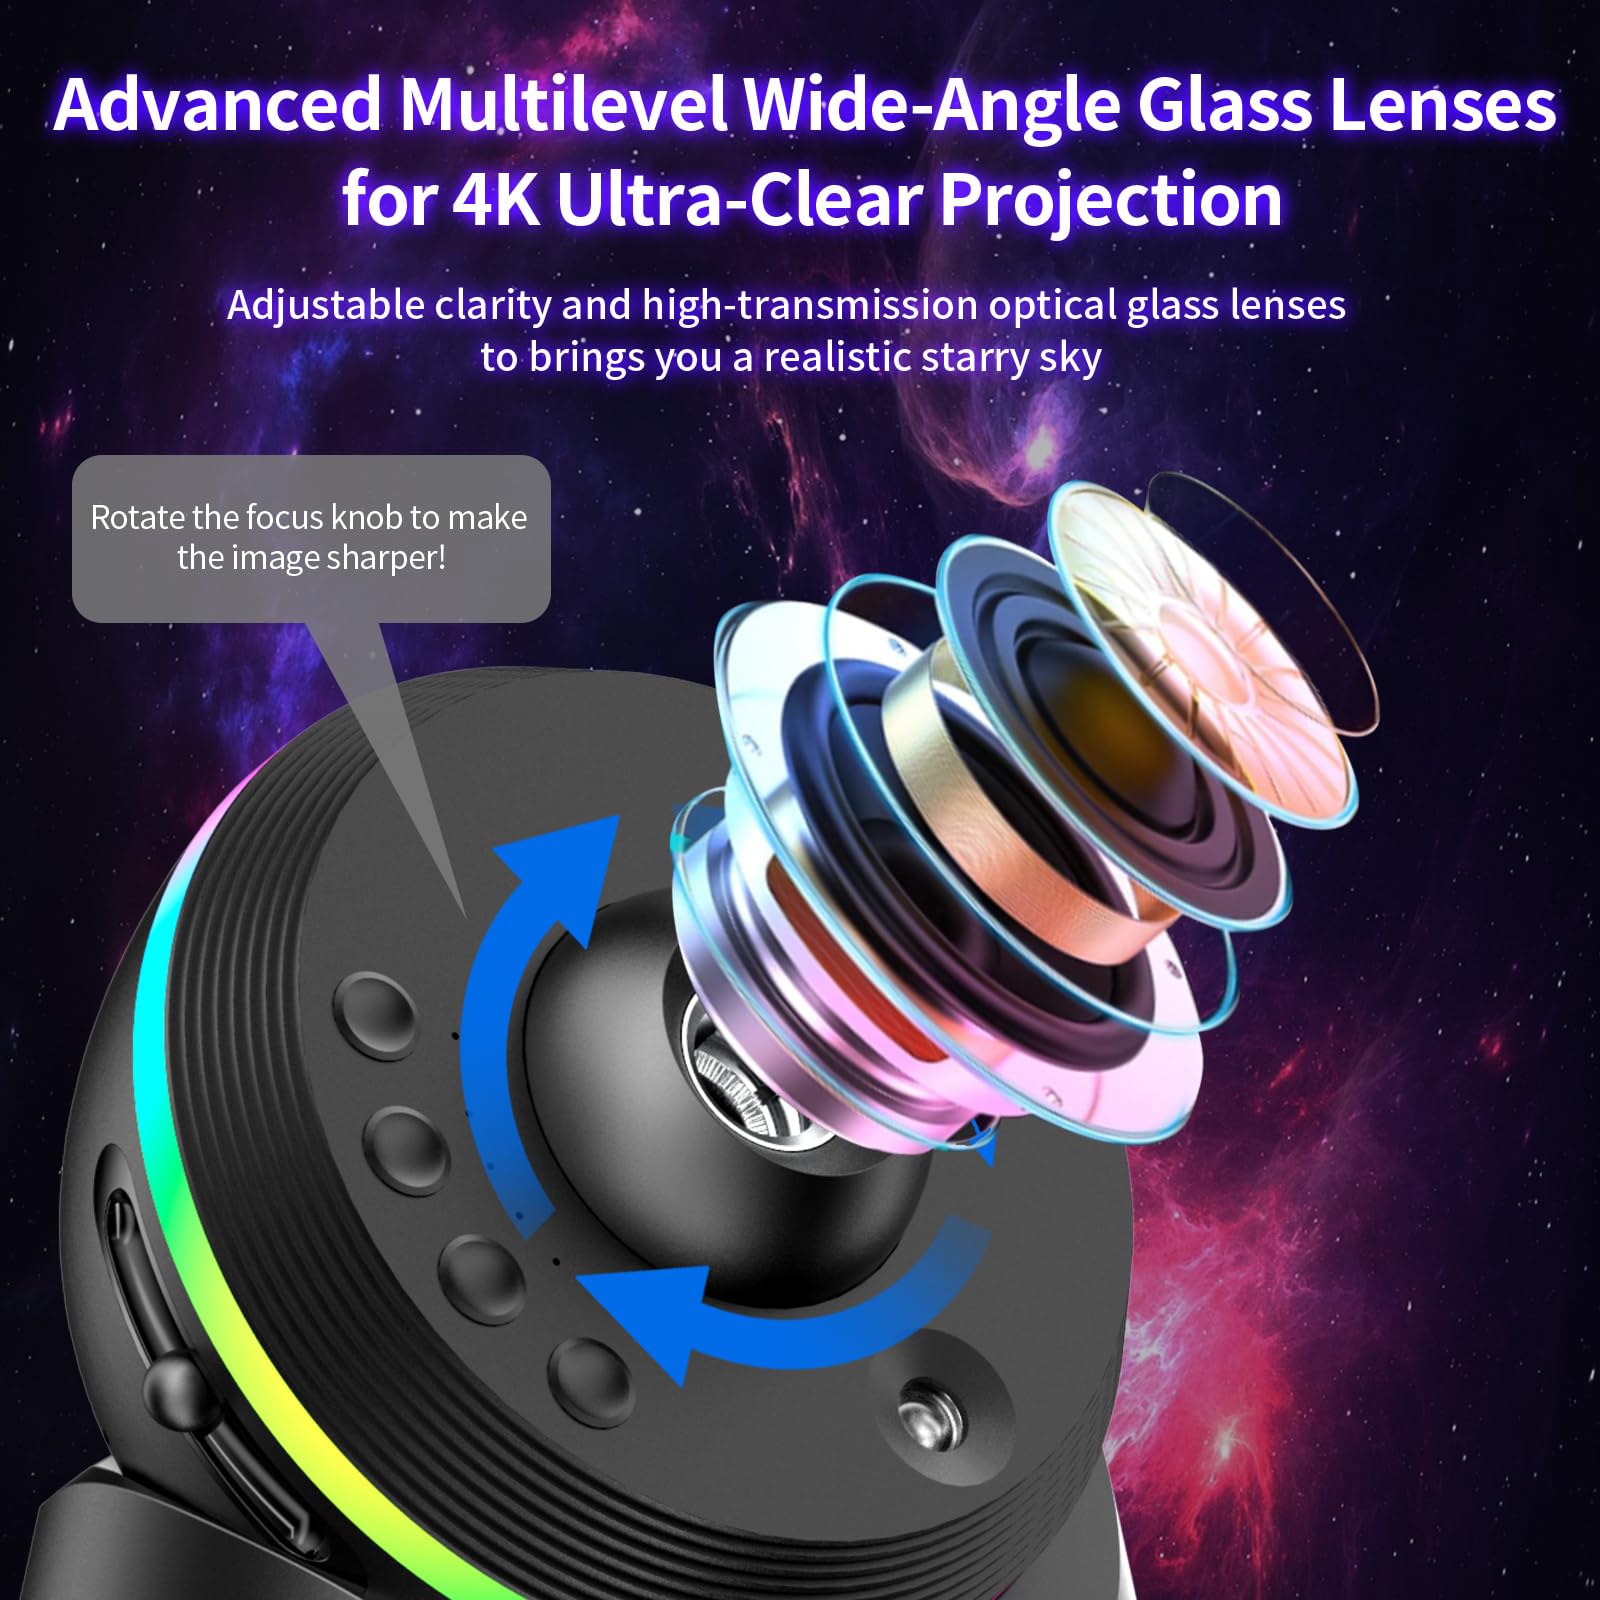 Advanced Multilevel Wide-Angle Glass Lenses
for 4K Ultra-Clear Projection
Adjustable clarity and high-transmission optical glass lenses
to brings you a realistic starry sky
Rotate the focus knob to make
the image sharper!